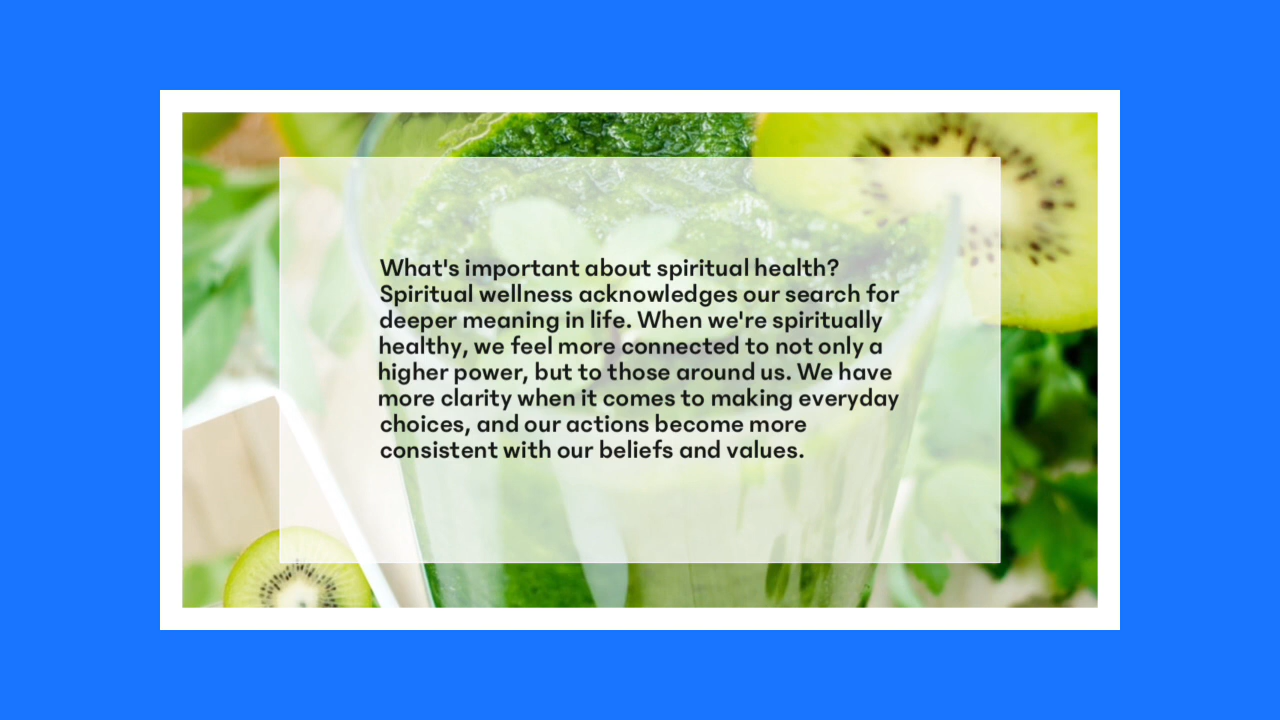 What's important about spiritual health?
Spiritual wellness acknowledges our search for
deeper meaning in life. When we're spiritually
healthy, we feel more connected to not only a
higher power, but to those around us. We have
more clarity when it comes to making everyday
choices, and our actions become more
consistent with our beliefs and values.